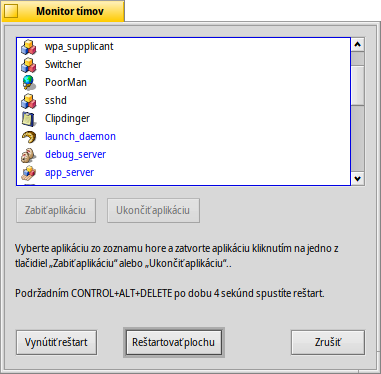 Monitor tímov
wpa_supplicant
Switcher
PoorMan
sshd
Clipdinger
launch_daemon
debug_server
app_server
Zabiť aplikáciu
Ukončiť aplikáciu
Vyberte aplikáciu zo zoznamu hore a zatvorte aplikáciu kliknutím na jedno z
tlačidiel „Zabiť aplikáciu“ alebo „Ukončiť aplikáciu“..
Podržadním CONTROL+ALT+DELETE po dobu 4 sekúnd spustíte reštart.
Vynútiť reštart
Reštartovať plochu
Zrušiť